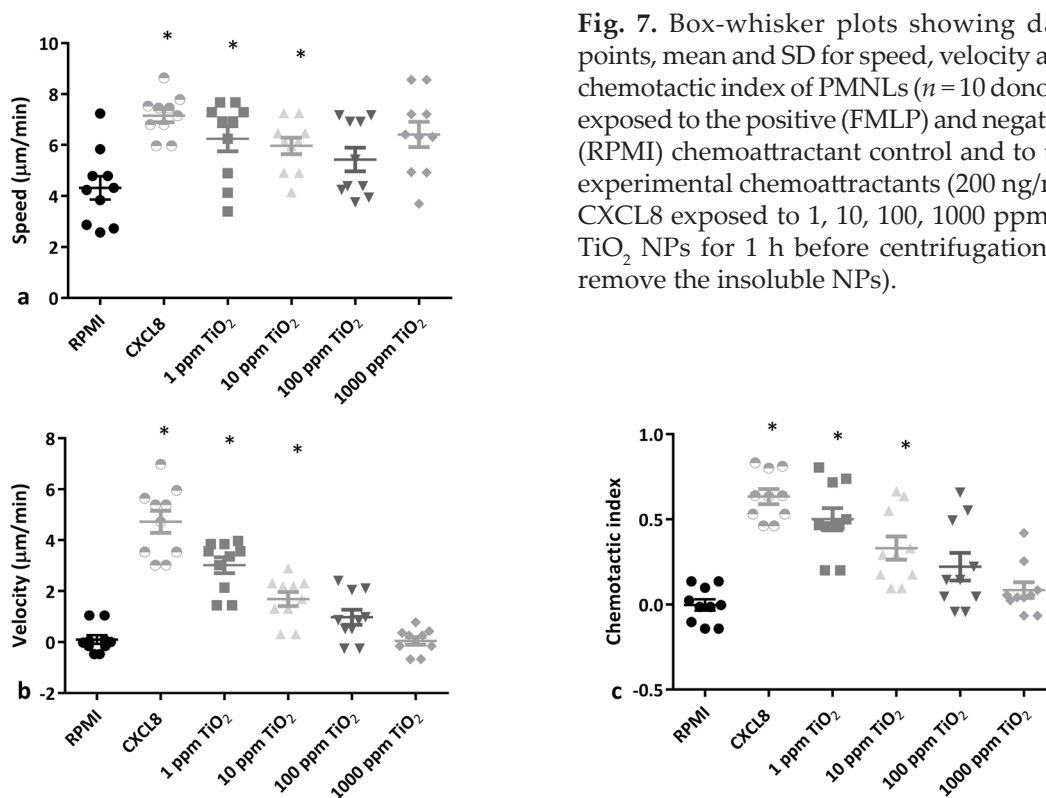 10
8
6
4
2
0
Speed (μm/min)
*
*
*
a
RPMI
CXCL8
1 ppm TiO₂
10 ppm TiO₂
100 ppm TiO₂
1000 ppm TiO₂
Fig. 7. Box-whisker plots showing da
points, mean and SD for speed, velocity a
chemotactic index of PMNLs (n = 10 dono
exposed to the positive (FMLP) and negat
(RPMI) chemoattractant control and to t
experimental chemoattractants (200 ng/
CXCL8 exposed to 1, 10, 100, 1000 ppm
TiO₂ NPs for 1 h before centrifugation
remove the insoluble NPs).
8
6
4
2
0
-2
Velocity (μm/min)
*
*
*
b
RPMI
CXCL8
1 ppm TiO₂
10 ppm TiO₂
100 ppm TiO₂
1000 ppm TiO₂
1.0
0.5
0.0
-0.5
Chemotactic index
*
*
*
c
RPMI
CXCL8
1 ppm TiO₂
10 ppm TiO₂
100 ppm TiO₂
1000 ppm TiO₂